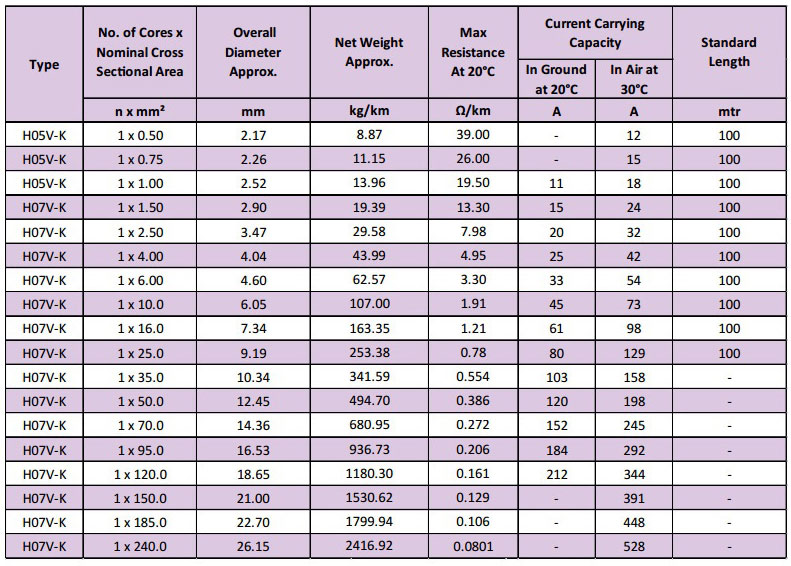 Type No. of Cores x Nominal Cross Sectional Area Overall Diameter Approx. Net Weight Approx. Max Resistance At 20°C Current Carrying Capacity Standard Length
In Ground at 20°C In Air at 30°C
n x mm² mm kg/km Ω/km A A mtr
H05V-K 1 x 0.50 2.17 8.87 39.00 - 12 100
H05V-K 1 x 0.75 2.26 11.15 26.00 - 15 100
H05V-K 1 x 1.00 2.52 13.96 19.50 11 18 100
H07V-K 1 x 1.50 2.90 19.39 13.30 15 24 100
H07V-K 1 x 2.50 3.47 29.58 7.98 20 32 100
H07V-K 1 x 4.00 4.04 43.99 4.95 25 42 100
H07V-K 1 x 6.00 4.60 62.57 3.30 33 54 100
H07V-K 1 x 10.0 6.05 107.00 1.91 45 73 100
H07V-K 1 x 16.0 7.34 163.35 1.21 61 98 100
H07V-K 1 x 25.0 9.19 253.38 0.78 80 129 100
H07V-K 1 x 35.0 10.34 341.59 0.554 103 158 -
H07V-K 1 x 50.0 12.45 494.70 0.386 120 198 -
H07V-K 1 x 70.0 14.36 680.95 0.272 152 245 -
H07V-K 1 x 95.0 16.53 936.73 0.206 184 292 -
H07V-K 1 x 120.0 18.65 1180.30 0.161 212 344 -
H07V-K 1 x 150.0 21.00 1530.62 0.129 - 391 -
H07V-K 1 x 185.0 22.70 1799.94 0.106 - 448 -
H07V-K 1 x 240.0 26.15 2416.92 0.0801 - 528 -